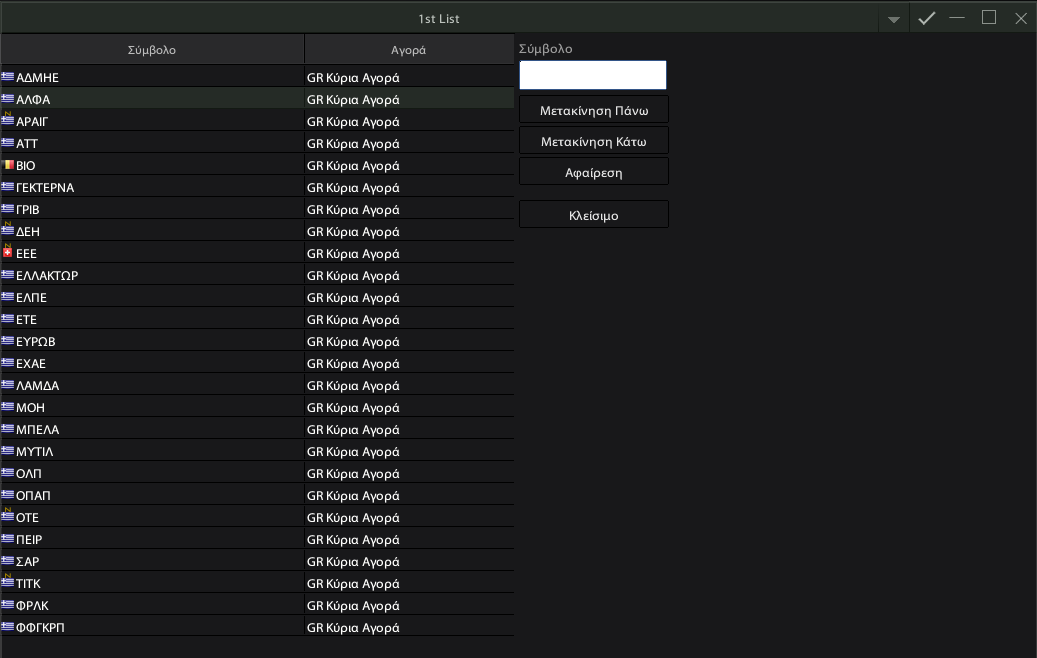 1st List
Σύμβολο Αγορά
ΑΔΜΗΕ GR Κύρια Αγορά
ΑΛΦΑ GR Κύρια Αγορά
ΑΡΑΙΓ GR Κύρια Αγορά
ΑΤΤ GR Κύρια Αγορά
ΒΙΟ GR Κύρια Αγορά
ΓΕΚΤΕΡΝΑ GR Κύρια Αγορά
ΓΡΙΒ GR Κύρια Αγορά
ΔΕΗ GR Κύρια Αγορά
ΕΕΕ GR Κύρια Αγορά
ΕΛΛΑΚΤΩΡ GR Κύρια Αγορά
ΕΛΠΕ GR Κύρια Αγορά
ΕΤΕ GR Κύρια Αγορά
ΕΥΡΩΒ GR Κύρια Αγορά
ΕΧΑΕ GR Κύρια Αγορά
ΛΑΜΔΑ GR Κύρια Αγορά
ΜΟΗ GR Κύρια Αγορά
ΜΠΕΛΑ GR Κύρια Αγορά
ΜΥΤΙΛ GR Κύρια Αγορά
ΟΛΠ GR Κύρια Αγορά
ΟΠΑΠ GR Κύρια Αγορά
ΟΤΕ GR Κύρια Αγορά
ΠΕΙΡ GR Κύρια Αγορά
ΣΑΡ GR Κύρια Αγορά
ΤΙΤΚ GR Κύρια Αγορά
ΦΡΛΚ GR Κύρια Αγορά
ΦΦΓΚΡΠ GR Κύρια Αγορά
Σύμβολο
Μετακίνηση Πάνω
Μετακίνηση Κάτω
Αφαίρεση
Κλείσιμο